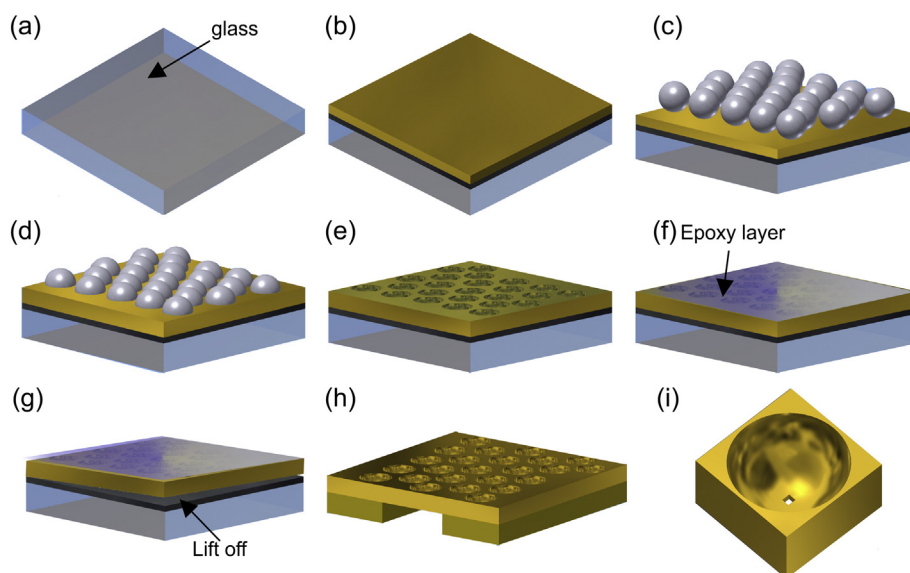 (a)
glass
(b)
(c)
(d)
(e)
(f)
Epoxy layer
(g)
Lift off
(h)
(i)